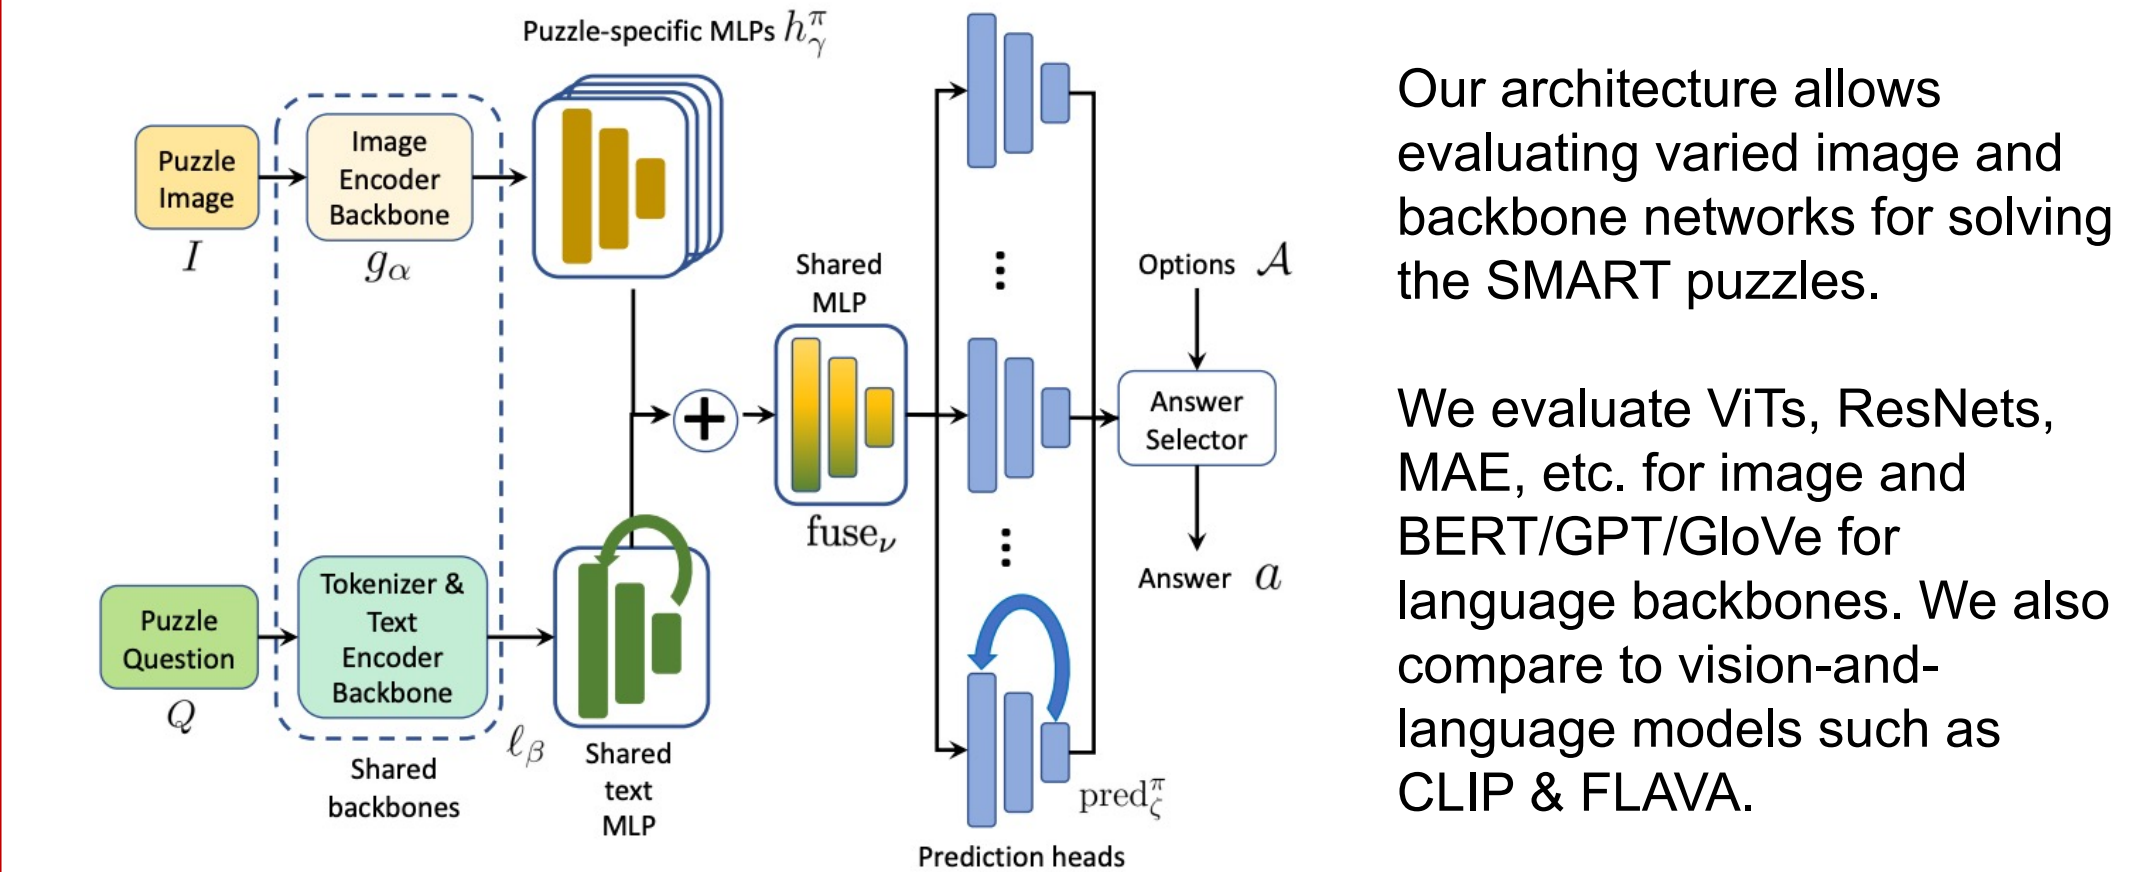 Puzzle-specific MLPs h_γ^π
Puzzle
Image
I
Image
Encoder
Backbone
g_α
Shared
MLP
fuse_ν
Options 𝒜
Answer
Selector
Answer a
Puzzle
Question
Q
Tokenizer &
Text
Encoder
Backbone
ℓ_β
Shared
backbones
Shared
text
MLP
pred_ζ^π
Prediction heads
Our architecture allows
evaluating varied image and
backbone networks for solving
the SMART puzzles.
We evaluate ViTs, ResNets,
MAE, etc. for image and
BERT/GPT/GloVe for
language backbones. We also
compare to vision-and-
language models such as
CLIP & FLAVA.